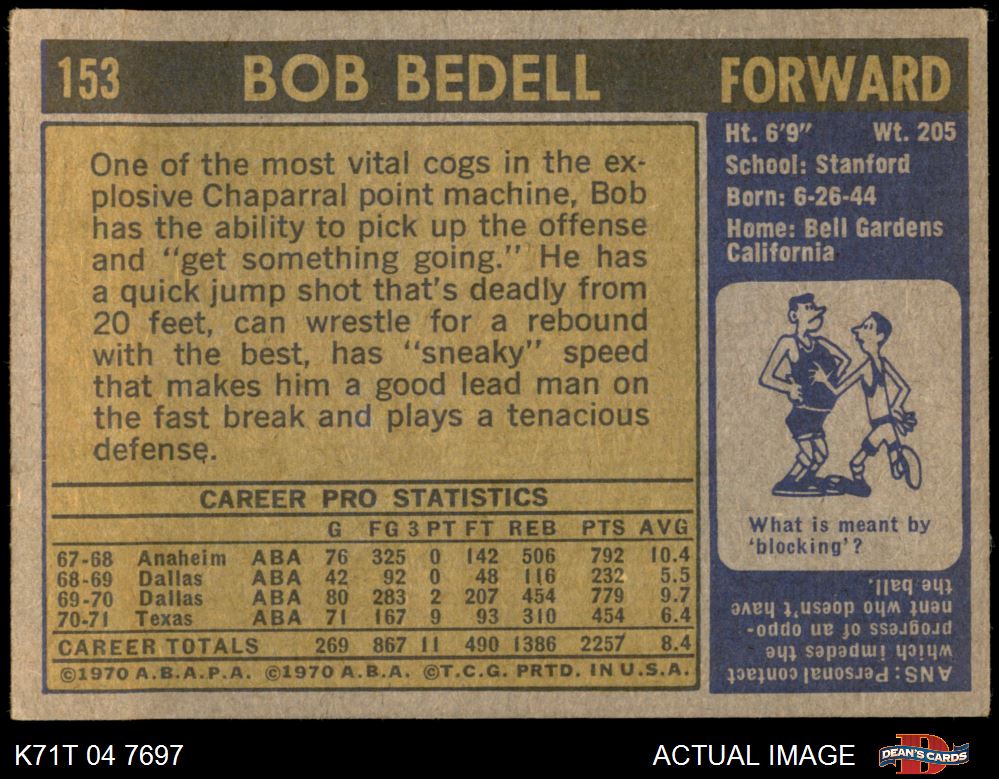 153 BOB BEDELL FORWARD
One of the most vital cogs in the ex-
plosive Chaparral point machine, Bob
has the ability to pick up the offense
and "get something going." He has
a quick jump shot that's deadly from
20 feet, can wrestle for a rebound
with the best, has "sneaky" speed
that makes him a good lead man on
the fast break and plays a tenacious
defense.
CAREER PRO STATISTICS
G FG 3 PT FT REB PTS AVG
67-68 Anaheim ABA 76 325 0 142 506 792 10.4
68-69 Dallas ABA 42 92 0 48 116 232 5.5
69-70 Dallas ABA 80 283 2 207 454 779 9.7
70-71 Texas ABA 71 167 9 93 310 454 6.4
CAREER TOTALS 269 867 11 490 1386 2257 8.4
©1970 A.B.A.P.A. ©1970 A.B.A. ©T.C.G. PRTD. IN U.S.A.
Ht. 6'9" Wt. 205
School: Stanford
Born: 6-26-44
Home: Bell Gardens
California
What is meant by
'blocking'?
ANS: Personal contact
which impedes the
progress of an oppo-
nent who doesn't have
the ball.
K71T 04 7697 ACTUAL IMAGE DEAN'S CARDS